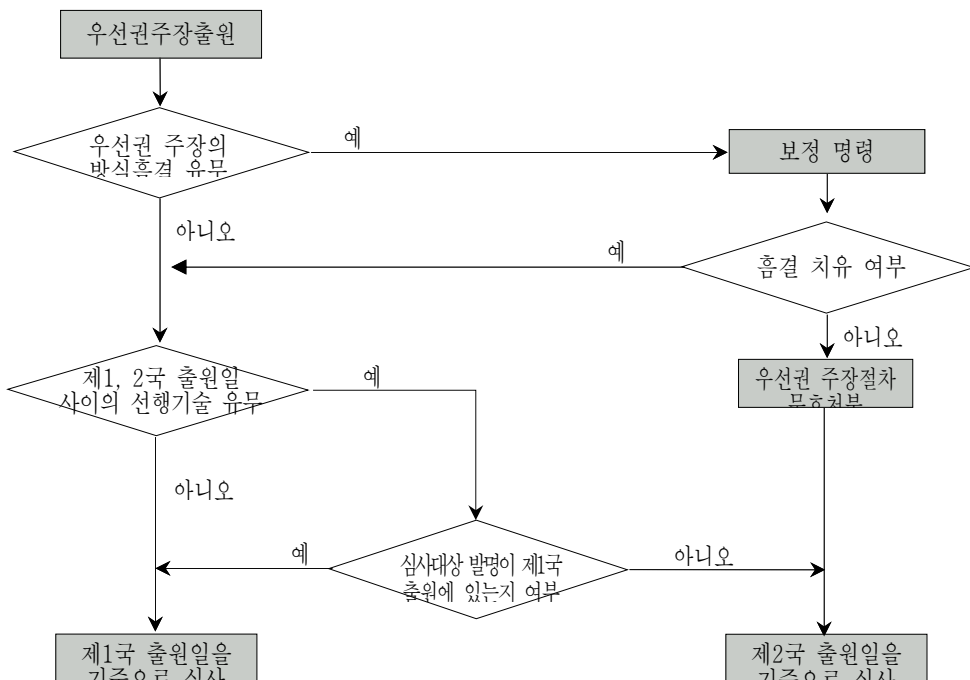 우선권주장출원
우선권 주장의
방식흠결 유무
예
보정 명령
아니오
예
흠결 치유 여부
아니오
제1, 2국 출원일
사이의 선행기술 유무
예
우선권 주장절차
무효처분
아니오
예
심사대상 발명이 제1국
출원에 있는지 여부
아니오
제1국 출원일을
기준으로 심사
제2국 출원일을
기준으로 심사